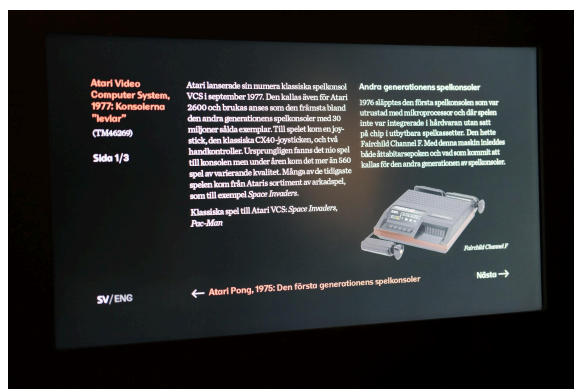 Atari Video
Computer System,
1977: Konsolerna
"levlar"
(TM46269)
Sida 1/3
Atari lanserade sin numera klassiska spelkonsol
VCS i september 1977. Den kallas även för Atari
2600 och brukas anses som den främsta bland
den andra generationens spelkonsoler med 30
miljoner sålda exemplar. Till spelet kom en joy-
stick, den klassiska CX40-joysticken, och två
handkontroller. Ursprungligen fanns det nio spel
till konsolen men under åren kom det mer än 560
spel av varierande kvalitet. Många av de tidigaste
spelen kom från Ataris sortiment av arkadspel,
som till exempel Space Invaders.
Klassiska spel till Atari VCS: Space Invaders,
Pac-Man
Andra generationens spelkonsoler
1976 släpptes den första spelkonsolen som var
utrustad med mikroprocessor och där spelen
inte var integrerade i hårdvaran utan satt
på chip i utbytbara spelkassetter. Den hette
Fairchild Channel F. Med denna maskin inleddes
både åttabitarsepoken och vad som kommit att
kallas för den andra generationen av spelkonsoler.
Fairchild Channel F
Nästa →
← Atari Pong, 1975: Den första generationens spelkonsoler
SV/ENG